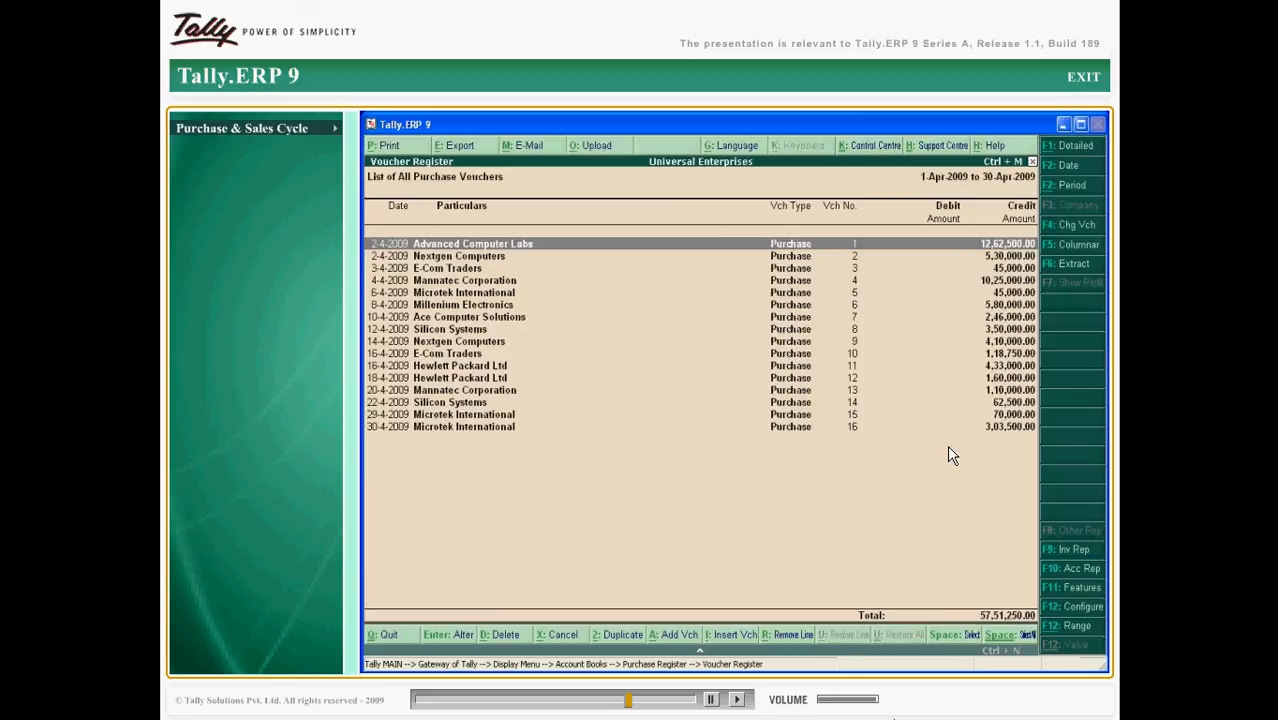 Tally POWER OF SIMPLICITY
The presentation is relevant to Tally.ERP 9 Series A, Release 1.1, Build 189
Tally.ERP 9 EXIT
Purchase & Sales Cycle
Tally.ERP 9
P: Print E: Export M: E-Mail O: Upload G: Language K: Keyboard K: Control Centre H: Support Centre H: Help
Voucher Register Universal Enterprises Ctrl + M
List of All Purchase Vouchers 1-Apr-2009 to 30-Apr-2009
Date Particulars Vch Type Vch No. Debit Credit
Amount Amount
2-4-2009 Advanced Computer Labs Purchase 1 12,62,500.00
2-4-2009 Nextgen Computers Purchase 2 5,30,000.00
3-4-2009 E-Com Traders Purchase 3 45,000.00
4-4-2009 Mannatec Corporation Purchase 4 10,25,000.00
6-4-2009 Microtek International Purchase 5 45,000.00
8-4-2009 Millenium Electronics Purchase 6 5,80,000.00
10-4-2009 Ace Computer Solutions Purchase 7 2,46,000.00
12-4-2009 Silicon Systems Purchase 8 3,50,000.00
14-4-2009 Nextgen Computers Purchase 9 4,10,000.00
16-4-2009 E-Com Traders Purchase 10 1,18,750.00
16-4-2009 Hewlett Packard Ltd Purchase 11 4,33,000.00
18-4-2009 Hewlett Packard Ltd Purchase 12 1,60,000.00
20-4-2009 Mannatec Corporation Purchase 13 1,10,000.00
22-4-2009 Silicon Systems Purchase 14 62,500.00
29-4-2009 Microtek International Purchase 15 70,000.00
30-4-2009 Microtek International Purchase 16 3,03,500.00
Total: 57,51,250.00
F1: Detailed
F2: Date
F2: Period
F3: Company
F4: Chg Vch
F5: Columnar
F6: Extract
F7: Show Profit
F8: Other Rep
F9: Inv Rep
F10: Acc Rep
F11: Features
F12: Configure
F12: Range
F12: Value
Q: Quit Enter: Alter D: Delete X: Cancel 2: Duplicate A: Add Vch I: Insert Vch R: Remove Line U: Restore Line U: Restore All Space: Select Space:
Ctrl + N
Tally MAIN --> Gateway of Tally --> Display Menu --> Account Books --> Purchase Register --> Voucher Register
© Tally Solutions Pvt. Ltd. All rights reserved - 2009 VOLUME